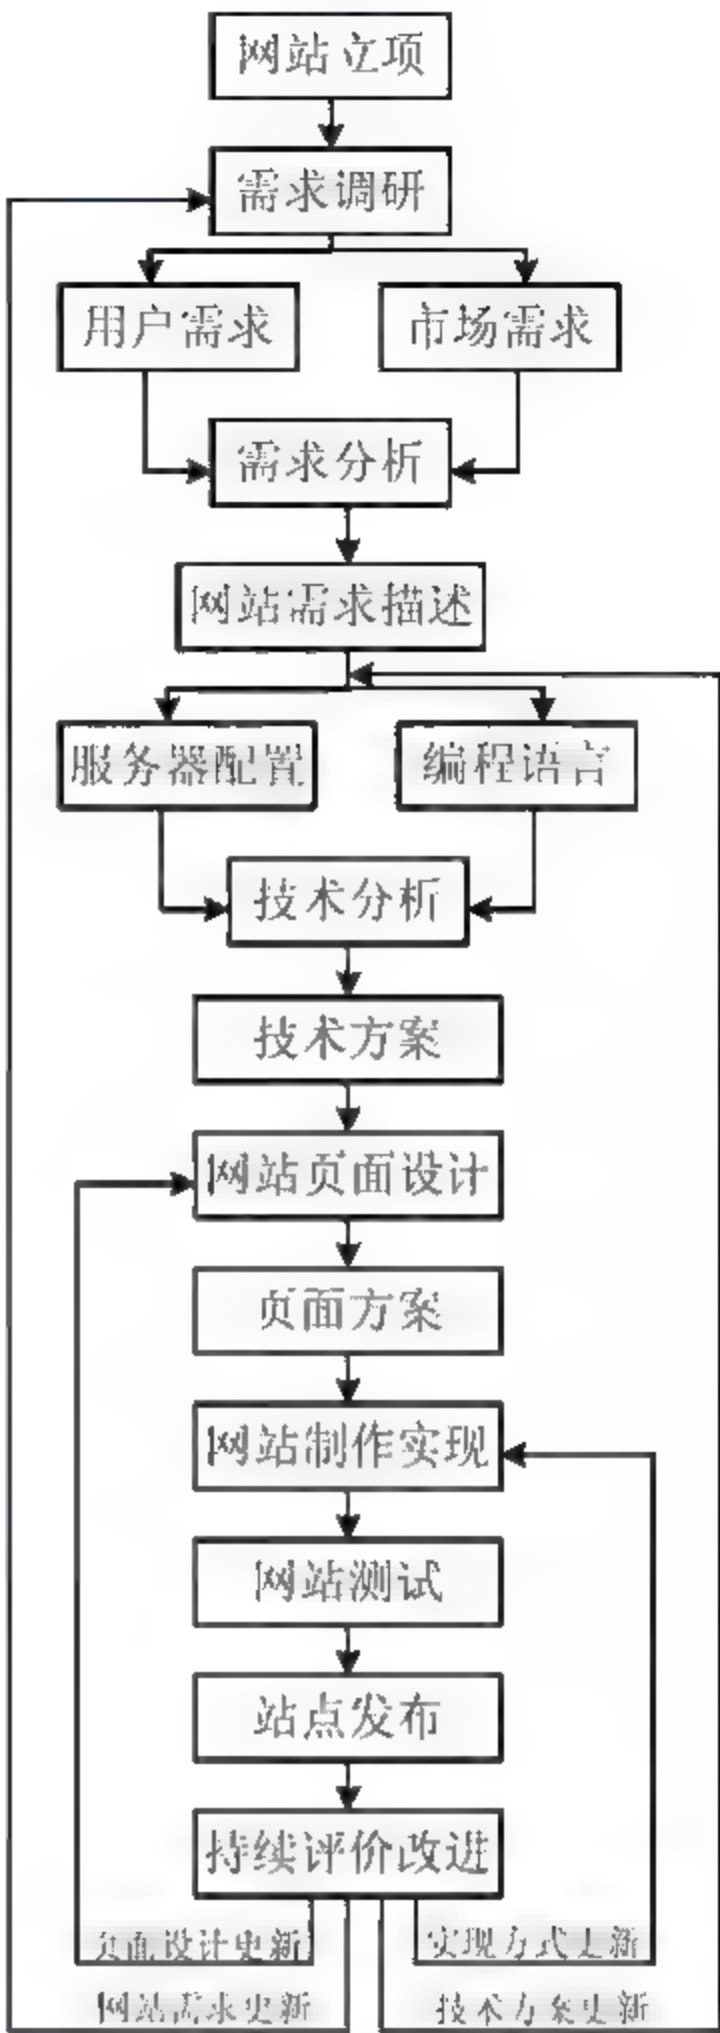 网站立项
需求调研
用户需求
市场需求
需求分析
网站需求描述
服务器配置
编程语言
技术分析
技术方案
网站页面设计
页面方案
网站制作实现
网站测试
站点发布
持续评价改进
页面设计更新
实现方式更新
网站需求更新
技术方案更新